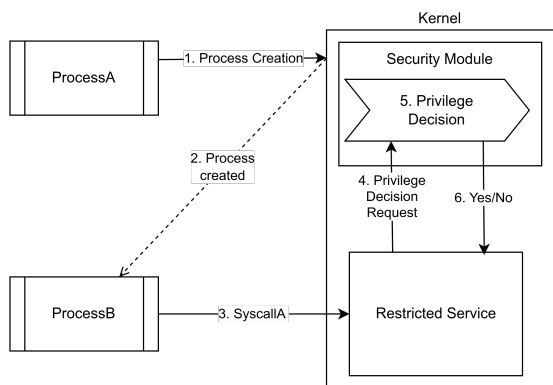 Kernel
ProcessA
1. Process Creation
Security Module
5. Privilege
Decision
2. Process
created
4. Privilege
Decision
Request
6. Yes/No
ProcessB
3. SyscallA
Restricted Service